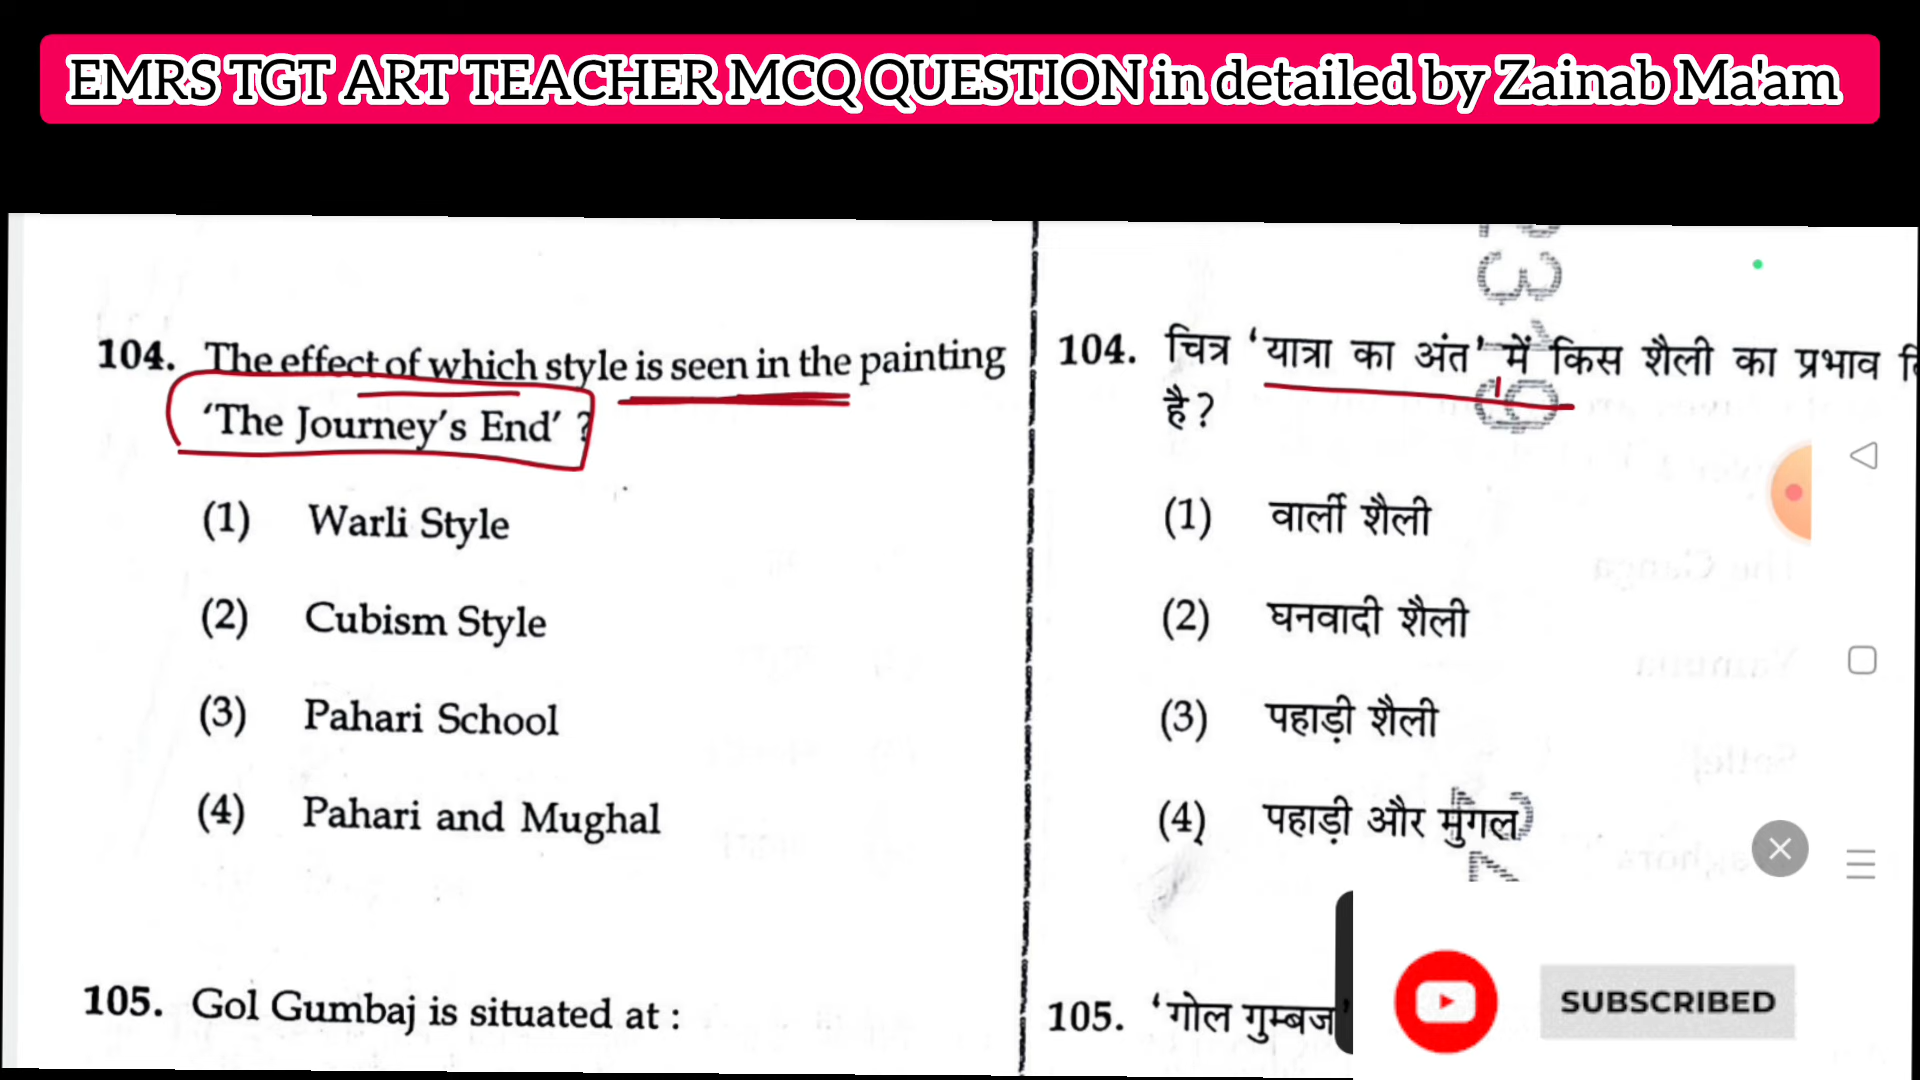 EMRS TGT ART TEACHER MCQ QUESTION in detailed by Zainab Ma'am
104. The effect of which style is seen in the painting
'The Journey's End' ?
(1) Warli Style
(2) Cubism Style
(3) Pahari School
(4) Pahari and Mughal
105. Gol Gumbaj is situated at :
104. चित्र 'यात्रा का अंत' में किस शैली का प्रभाव
है?
(1) वार्ली शैली
(2) घनवादी शैली
(3) पहाड़ी शैली
(4) पहाड़ी और मुगल
105. 'गोल गुम्बज'
SUBSCRIBED